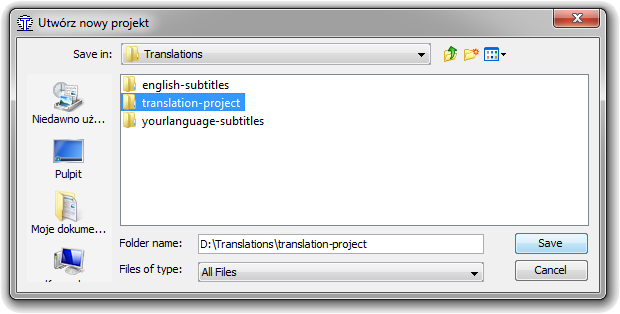 Utwórz nowy projekt
Save in: Translations
english-subtitles
translation-project
yourlanguage-subtitles
Niedawno uż...
Pulpit
Moje dokume...
Folder name: D:\Translations\translation-project Save
Files of type: All Files Cancel